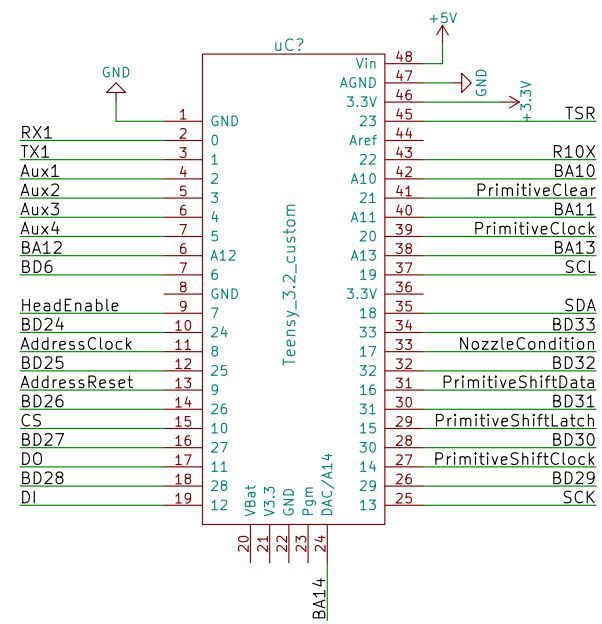 uC?
+5V
GND
Vin 48
AGND 47 GND
3.3V 46 +3.3V
1 GND
23 45 TSR
RX1 2 0
Aref 44
TX1 3 1
22 43 R10X
Aux1 4 2
A10 42 BA10
Aux2 5 3
21 41 PrimitiveClear
Aux3 6 4
A11 40 BA11
Aux4 7 5
20 39 PrimitiveClock
BA12 6 A12
A13 38 BA13
BD6 7 6
19 37 SCL
8 GND
3.3V 36
HeadEnable 9 7
18 35 SDA
BD24 10 24
33 34 BD33
AddressClock 11 8
17 33 NozzleCondition
BD25 12 25
32 32 BD32
AddressReset 13 9
16 31 PrimitiveShiftData
BD26 14 26
31 30 BD31
CS 15 10
15 29 PrimitiveShiftLatch
BD27 16 27
30 28 BD30
DO 17 11
14 27 PrimitiveShiftClock
BD28 18 28
29 26 BD29
DI 19 12
13 25 SCK
Teensy_3.2_custom
VBat 20
V3.3 21
GND 22
Pgm 23
DAC/A14 24
BA14